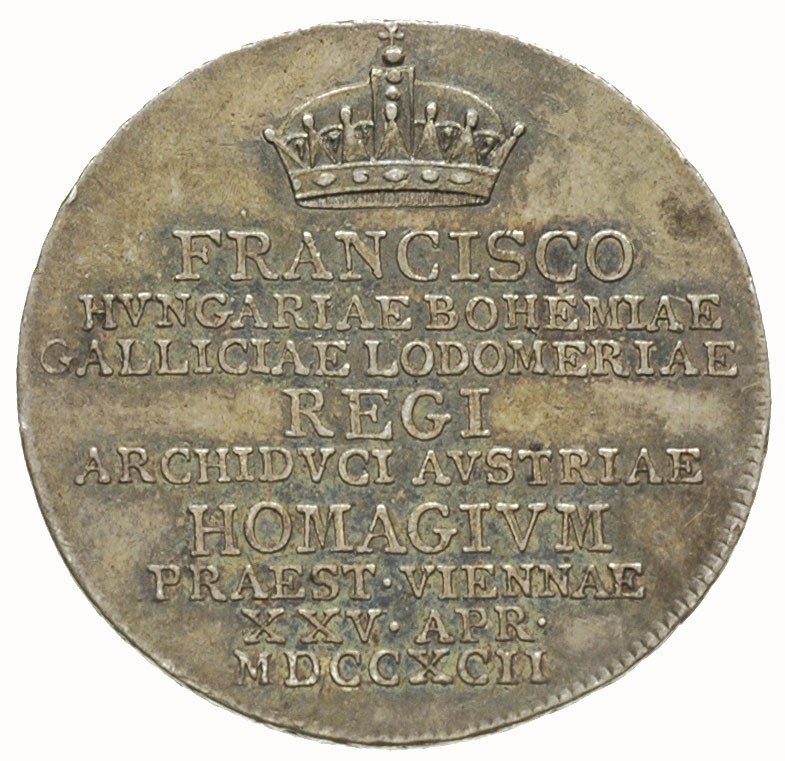 FRANCISCO
HVNGARIAE BOHEMIAE
GALLICIAE LODOMERIAE
REGI
ARCHIDVCI AVSTRIAE
HOMAGIVM
PRAEST · VIENNAE
XXV · APR ·
MDCCXCII